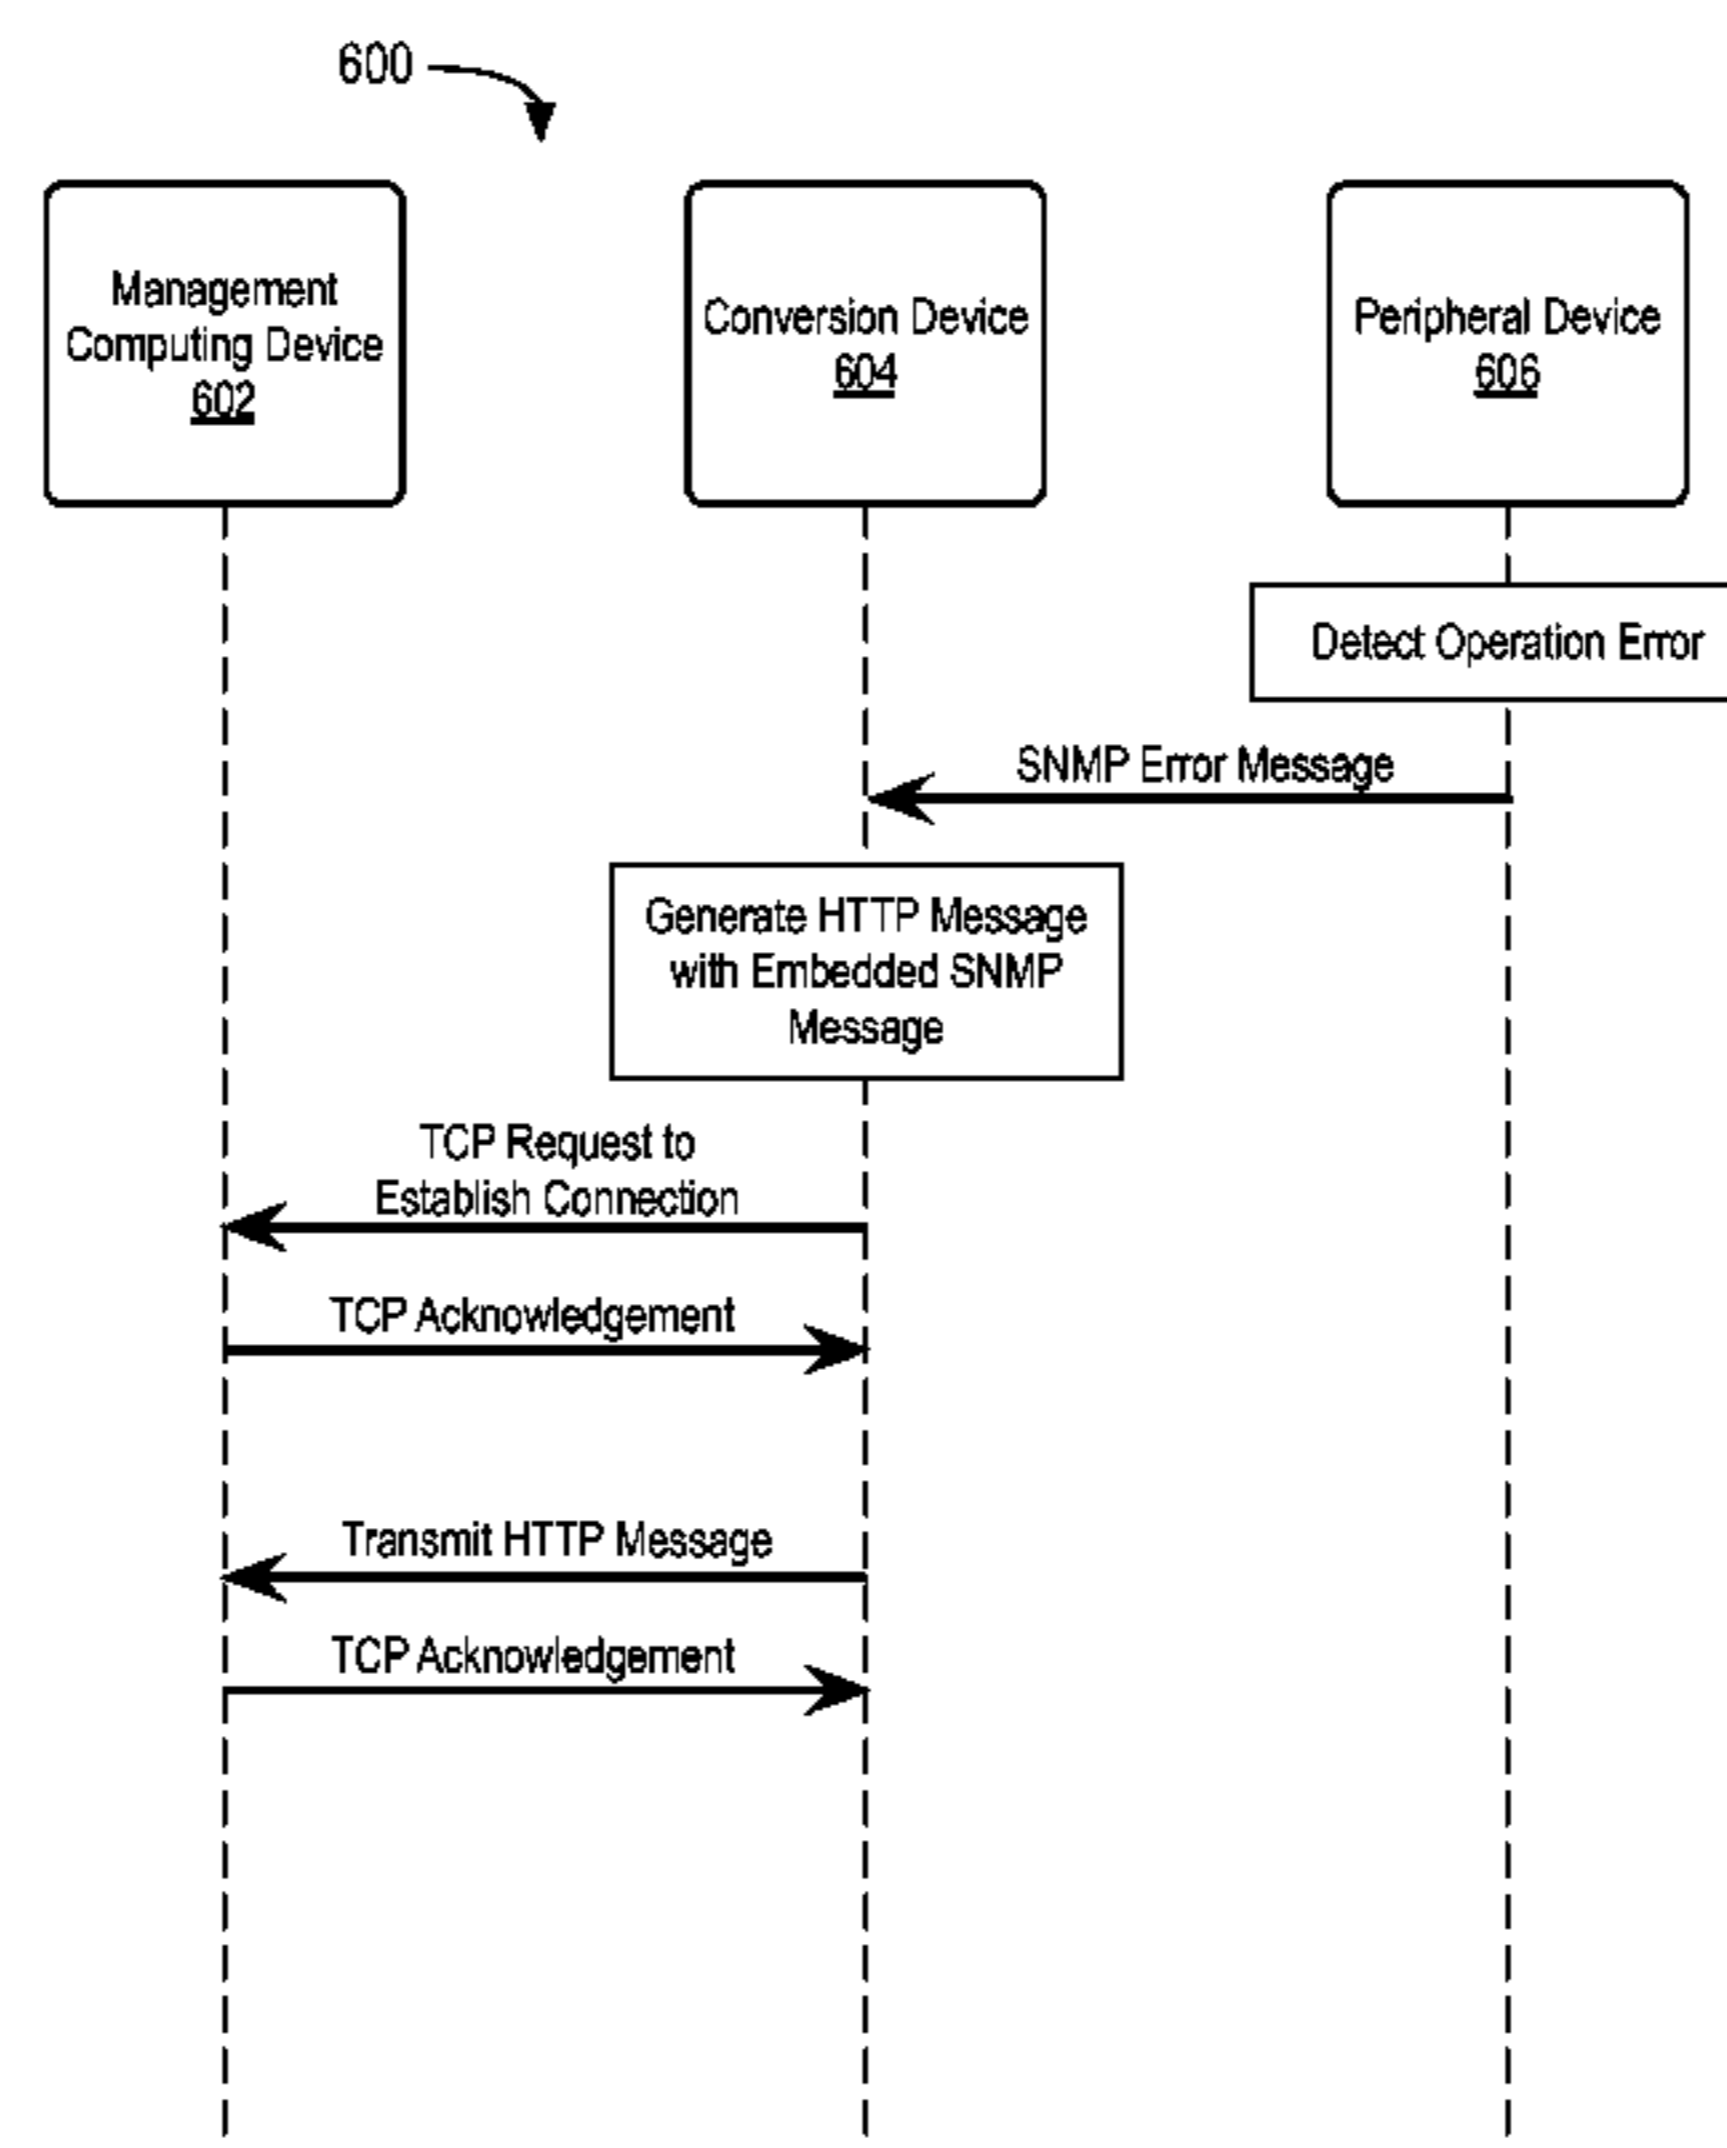 600
Management
Computing Device
602
Conversion Device
604
Peripheral Device
606
Detect Operation Error
SNMP Error Message
Generate HTTP Message
with Embedded SNMP
Message
TCP Request to
Establish Connection
TCP Acknowledgement
Transmit HTTP Message
TCP Acknowledgement